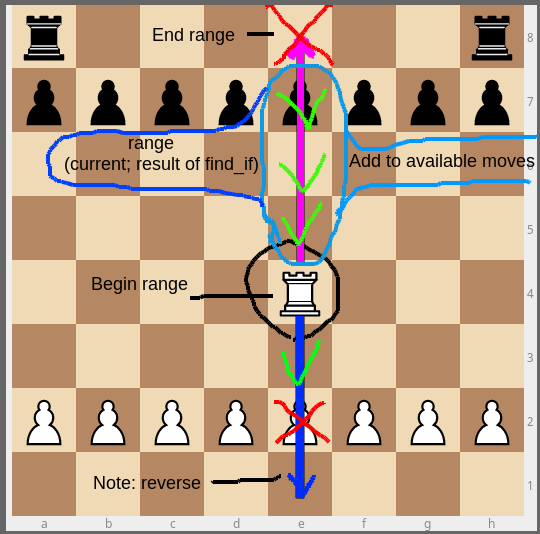 End range
8
7
range
(current; result of find_if)
Add to available moves
5
Begin range
4
3
2
Note: reverse
1
a b c d e f g h